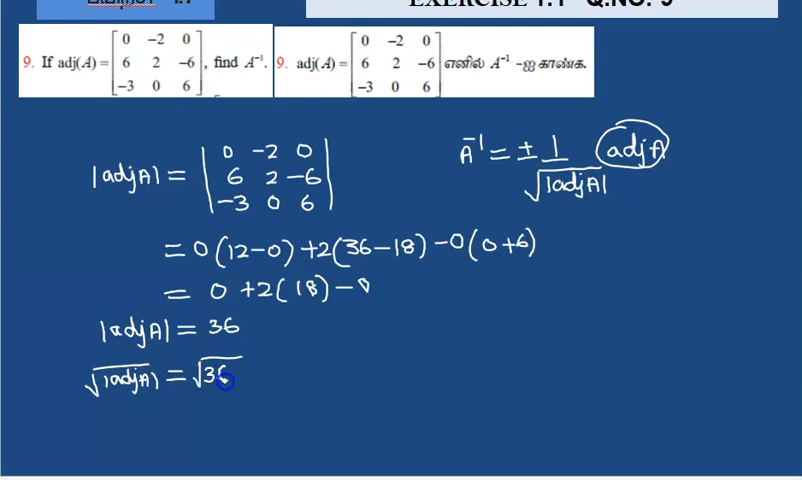 EXERCISE 1.1 Q.NO. 9
9. If adj(A) = [0 −2 0; 6 2 −6; −3 0 6], find A⁻¹.
9. adj(A) = [0 −2 0; 6 2 −6; −3 0 6] எனில் A⁻¹ -ஐ காண்க.
|adjA| = |0 -2 0; 6 2 -6; -3 0 6|
A⁻¹ = ± 1/√|adjA| adjA
= 0(12-0) +2(36-18) -0(0+6)
= 0 +2(18) -0
|adjA| = 36
√|adjA| = √36